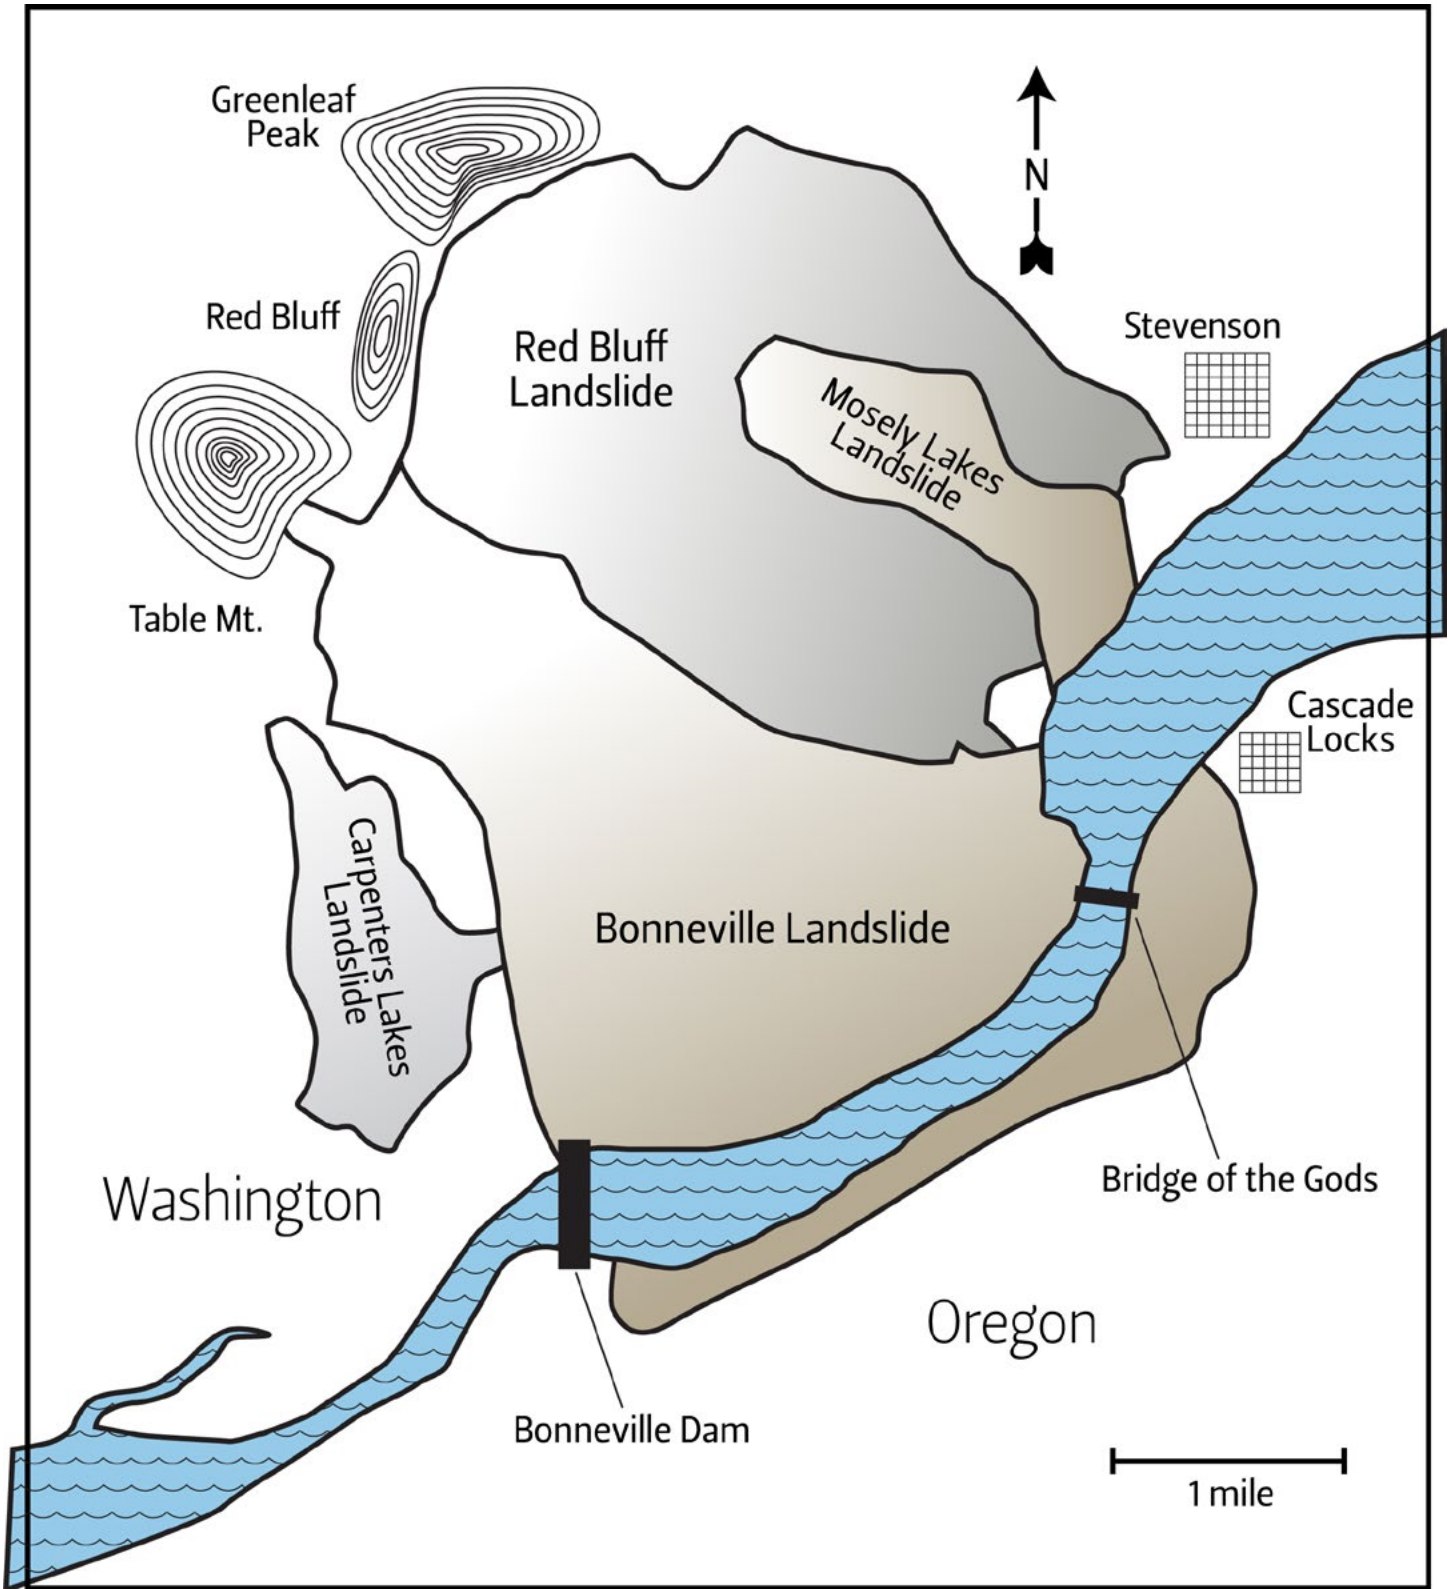 Greenleaf
Peak
N
Red Bluff
Stevenson
Red Bluff
Landslide
Mosely Lakes
Landslide
Table Mt.
Cascade
Locks
Carpenters Lakes
Landslide
Bonneville Landslide
Washington
Bridge of the Gods
Oregon
Bonneville Dam
1 mile